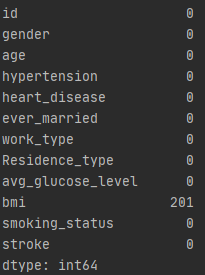 id 0
gender 0
age 0
hypertension 0
heart_disease 0
ever_married 0
work_type 0
Residence_type 0
avg_glucose_level 0
bmi 201
smoking_status 0
stroke 0
dtype: int64